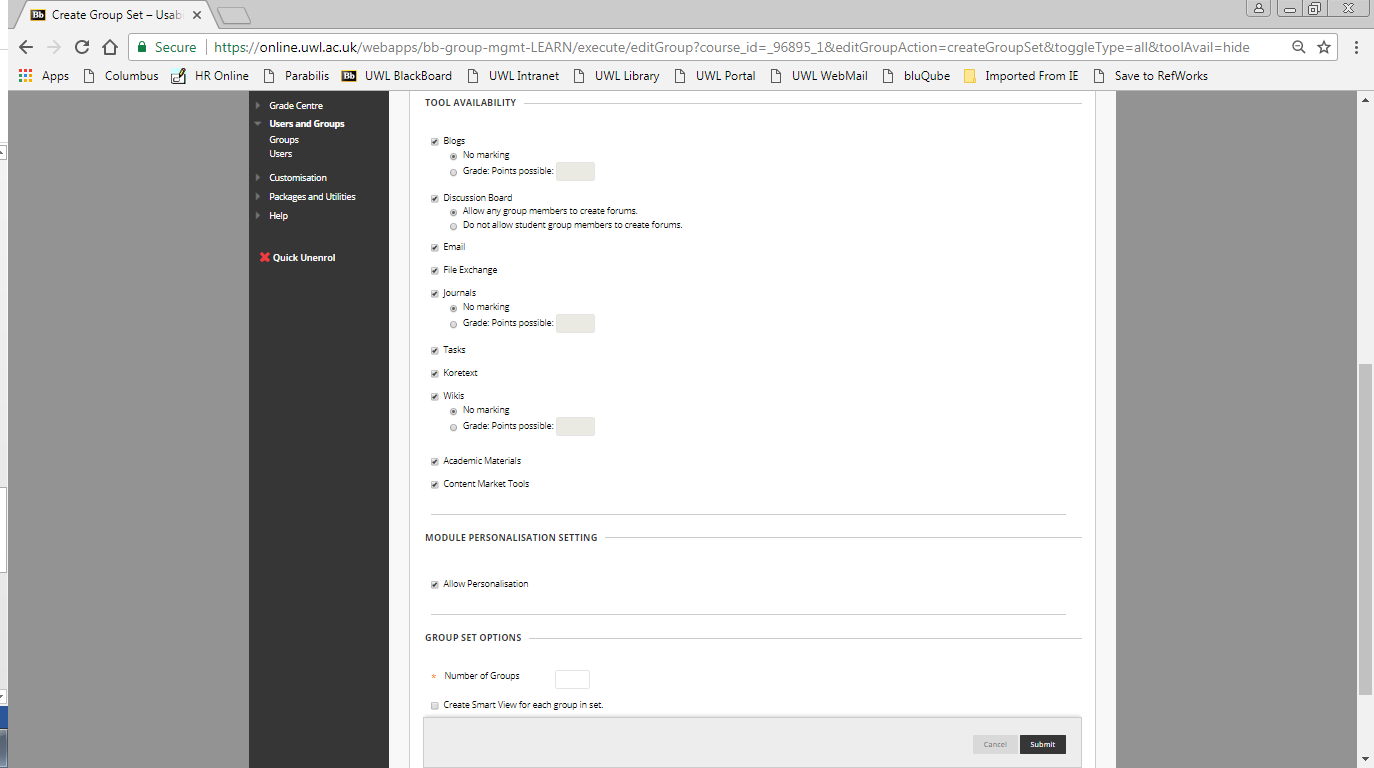 Bb Create Group Set – Usab
Secure https://online.uwl.ac.uk/webapps/bb-group-mgmt-LEARN/execute/editGroup?course_id=_96895_1&editGroupAction=createGroupSet&toggleType=all&toolAvail=hide
Apps Columbus HR Online Parabilis Bb UWL BlackBoard UWL Intranet UWL Library UWL Portal UWL WebMail bluQube Imported From IE Save to RefWorks
Grade Centre
Users and Groups
Groups
Users
Customisation
Packages and Utilities
Help
Quick Unenrol
TOOL AVAILABILITY
Blogs
No marking
Grade: Points possible:
Discussion Board
Allow any group members to create forums.
Do not allow student group members to create forums.
Email
File Exchange
Journals
No marking
Grade: Points possible:
Tasks
Koretext
Wikis
No marking
Grade: Points possible:
Academic Materials
Content Market Tools
MODULE PERSONALISATION SETTING
Allow Personalisation
GROUP SET OPTIONS
* Number of Groups
Create Smart View for each group in set.
Cancel Submit